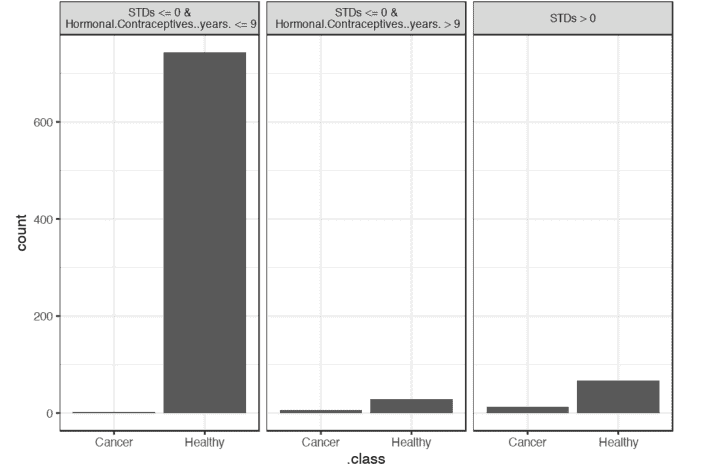 STDs <= 0 &
Hormonal.Contraceptives..years. <= 9
STDs <= 0 &
Hormonal.Contraceptives..years. > 9
STDs > 0
count
600
400
200
0
Cancer Healthy
Cancer Healthy
Cancer Healthy
.class